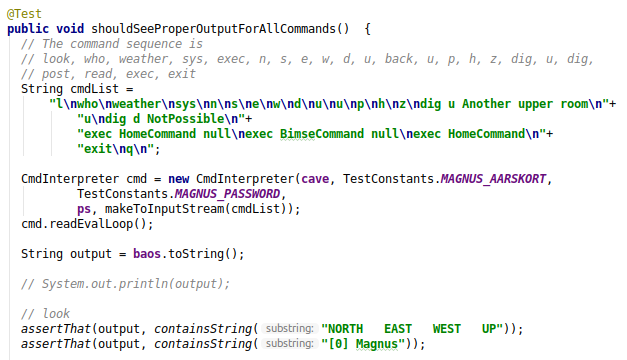 @Test
public void shouldSeeProperOutputForAllCommands()  {
// The command sequence is
// look, who, weather, sys, exec, n, s, e, w, d, u, back, u, p, h, z, dig, u, dig,
// post, read, exec, exit
String cmdList =
"l\nwho\nweather\nsys\nn\ns\ne\nw\nd\nu\nu\np\nh\nz\ndig u Another upper room\n"+
"u\ndig d NotPossible\n"+
"exec HomeCommand null\nexec BimseCommand null\nexec HomeCommand\n"+
"exit\nq\n";
CmdInterpreter cmd = new CmdInterpreter(cave, TestConstants.MAGNUS_AARSKORT,
TestConstants.MAGNUS_PASSWORD,
ps, makeToInputStream(cmdList));
cmd.readEvalLoop();
String output = baos.toString();
// System.out.println(output);
// look
assertThat(output, containsString( substring: "NORTH   EAST   WEST   UP"));
assertThat(output, containsString( substring: "[0] Magnus"));